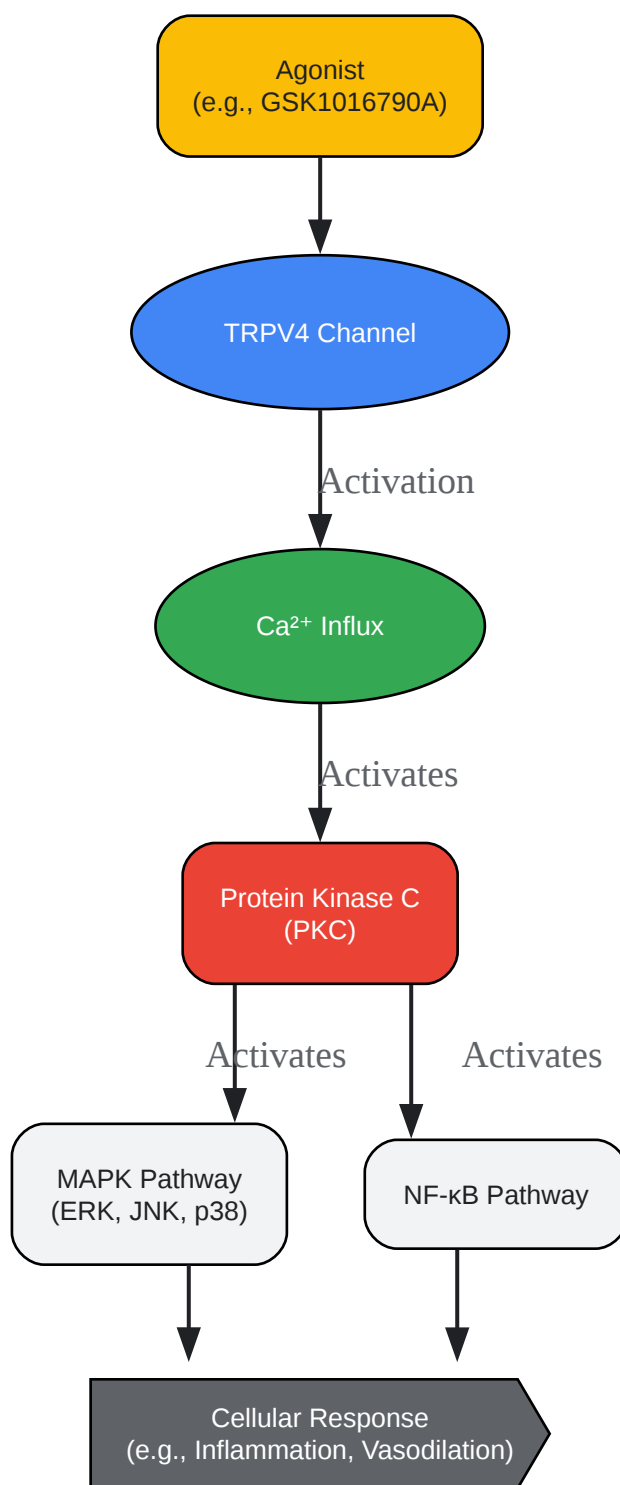 Agonist
(e.g., GSK1016790A)
TRPV4 Channel
Activation
Ca²⁺ Influx
Activates
Protein Kinase C
(PKC)
Activates
Activates
MAPK Pathway
(ERK, JNK, p38)
NF-κB Pathway
Cellular Response
(e.g., Inflammation, Vasodilation)